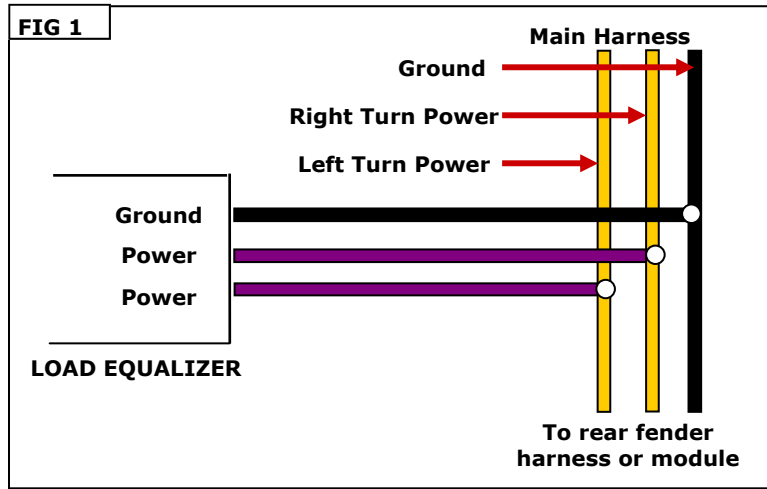 FIG 1
Main Harness
Ground
Right Turn Power
Left Turn Power
Ground
Power
Power
LOAD EQUALIZER
To rear fender
harness or module